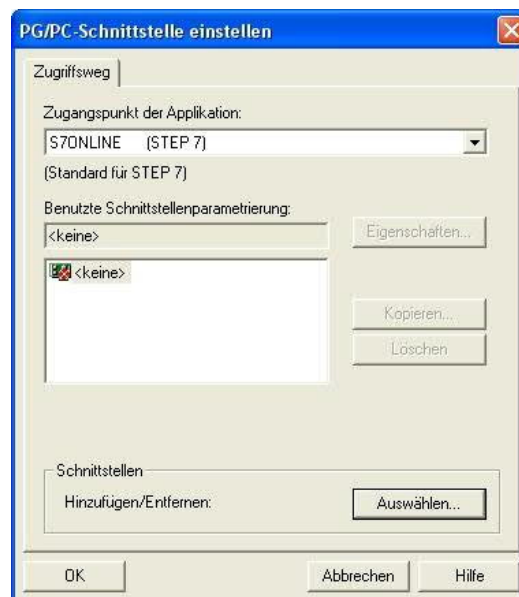 PG/PC-Schnittstelle einstellen
Zugriffsweg
Zugangspunkt der Applikation:
S7ONLINE (STEP 7)
(Standard für STEP 7)
Benutzte Schnittstellenparametrierung:
<keine>
Eigenschaften...
<keine>
Kopieren...
Löschen
Schnittstellen
Hinzufügen/Entfernen:
Auswählen...
OK
Abbrechen
Hilfe